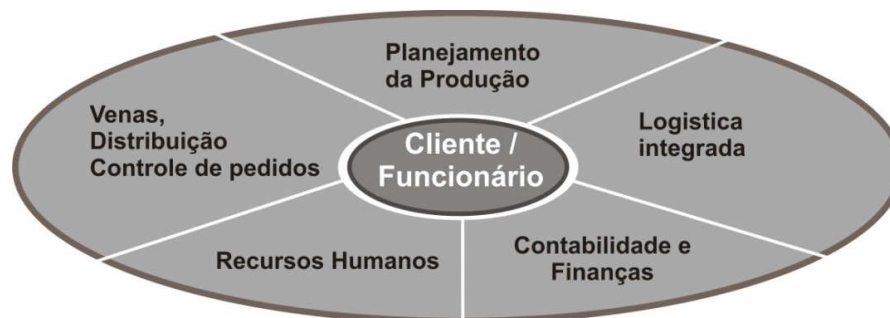 Planejamento
da Produção
Venas,
Distribuição
Controle de pedidos
Logistica
integrada
Cliente /
Funcionário
Recursos Humanos
Contabilidade e
Finanças